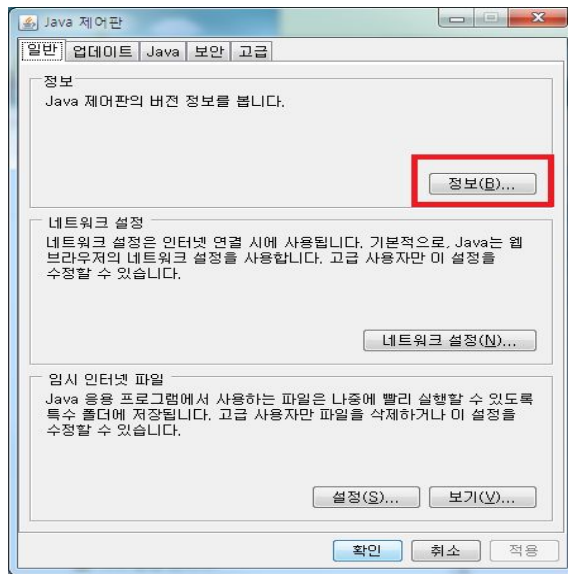 Java 제어판
일반 업데이트 Java 보안 고급
정보
Java 제어판의 버전 정보를 봅니다.
정보(B)...
네트워크 설정
네트워크 설정은 인터넷 연결 시에 사용됩니다. 기본적으로, Java는 웹
브라우저의 네트워크 설정을 사용합니다. 고급 사용자만 이 설정을
수정할 수 있습니다.
네트워크 설정(N)...
임시 인터넷 파일
Java 응용 프로그램에서 사용하는 파일은 나중에 빨리 실행할 수 있도록
특수 폴더에 저장됩니다. 고급 사용자만 파일을 삭제하거나 이 설정을
수정할 수 있습니다.
설정(S)... 보기(V)...
확인 취소 적용